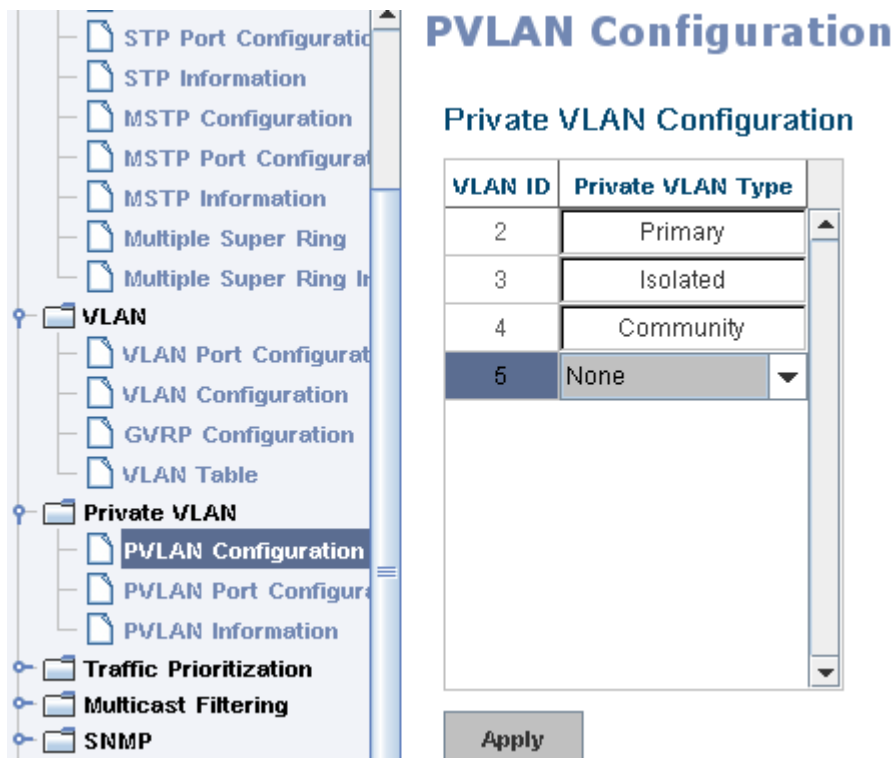 STP Port Configuratic
STP Information
MSTP Configuration
MSTP Port Configurat
MSTP Information
Multiple Super Ring
Multiple Super Ring In
VLAN
VLAN Port Configurat
VLAN Configuration
GVRP Configuration
VLAN Table
Private VLAN
PVLAN Configuration
PVLAN Port Configura
PVLAN Information
Traffic Prioritization
Multicast Filtering
SNMP
PVLAN Configuration
Private VLAN Configuration
VLAN ID Private VLAN Type
2 Primary
3 Isolated
4 Community
5 None
Apply